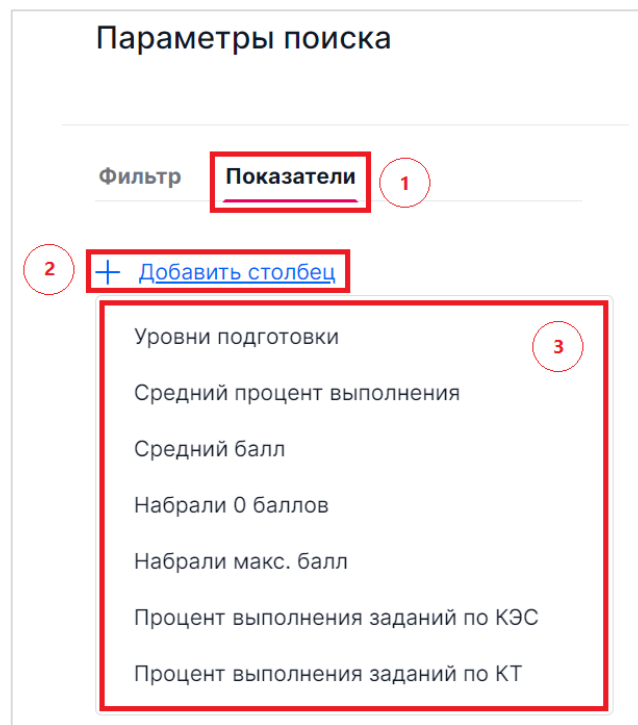 Параметры поиска
Фильтр Показатели 1
2 + Добавить столбец
Уровни подготовки 3
Средний процент выполнения
Средний балл
Набрали 0 баллов
Набрали макс. балл
Процент выполнения заданий по КЭС
Процент выполнения заданий по КТ